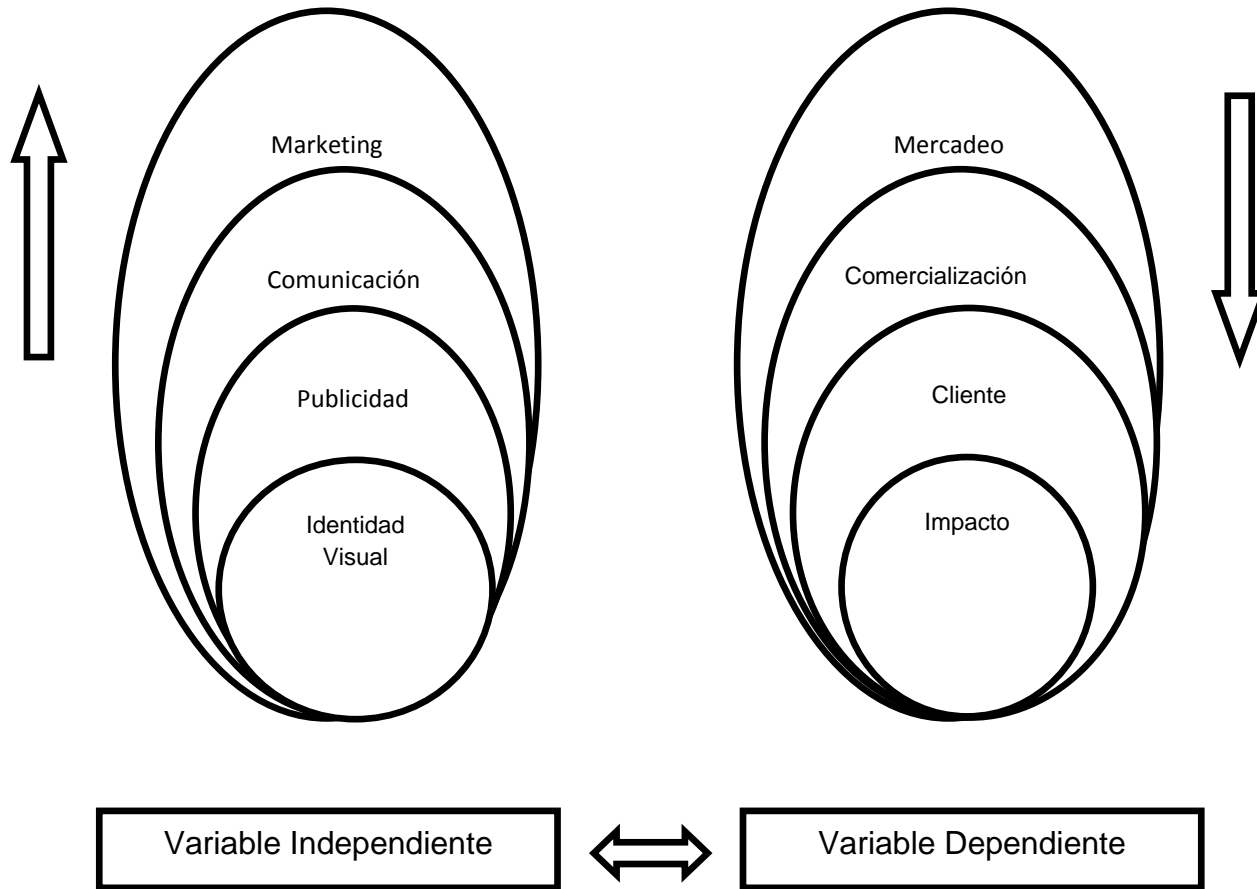 Marketing
Comunicación
Publicidad
Identidad
Visual
Mercadeo
Comercialización
Cliente
Impacto
Variable Independiente
Variable Dependiente